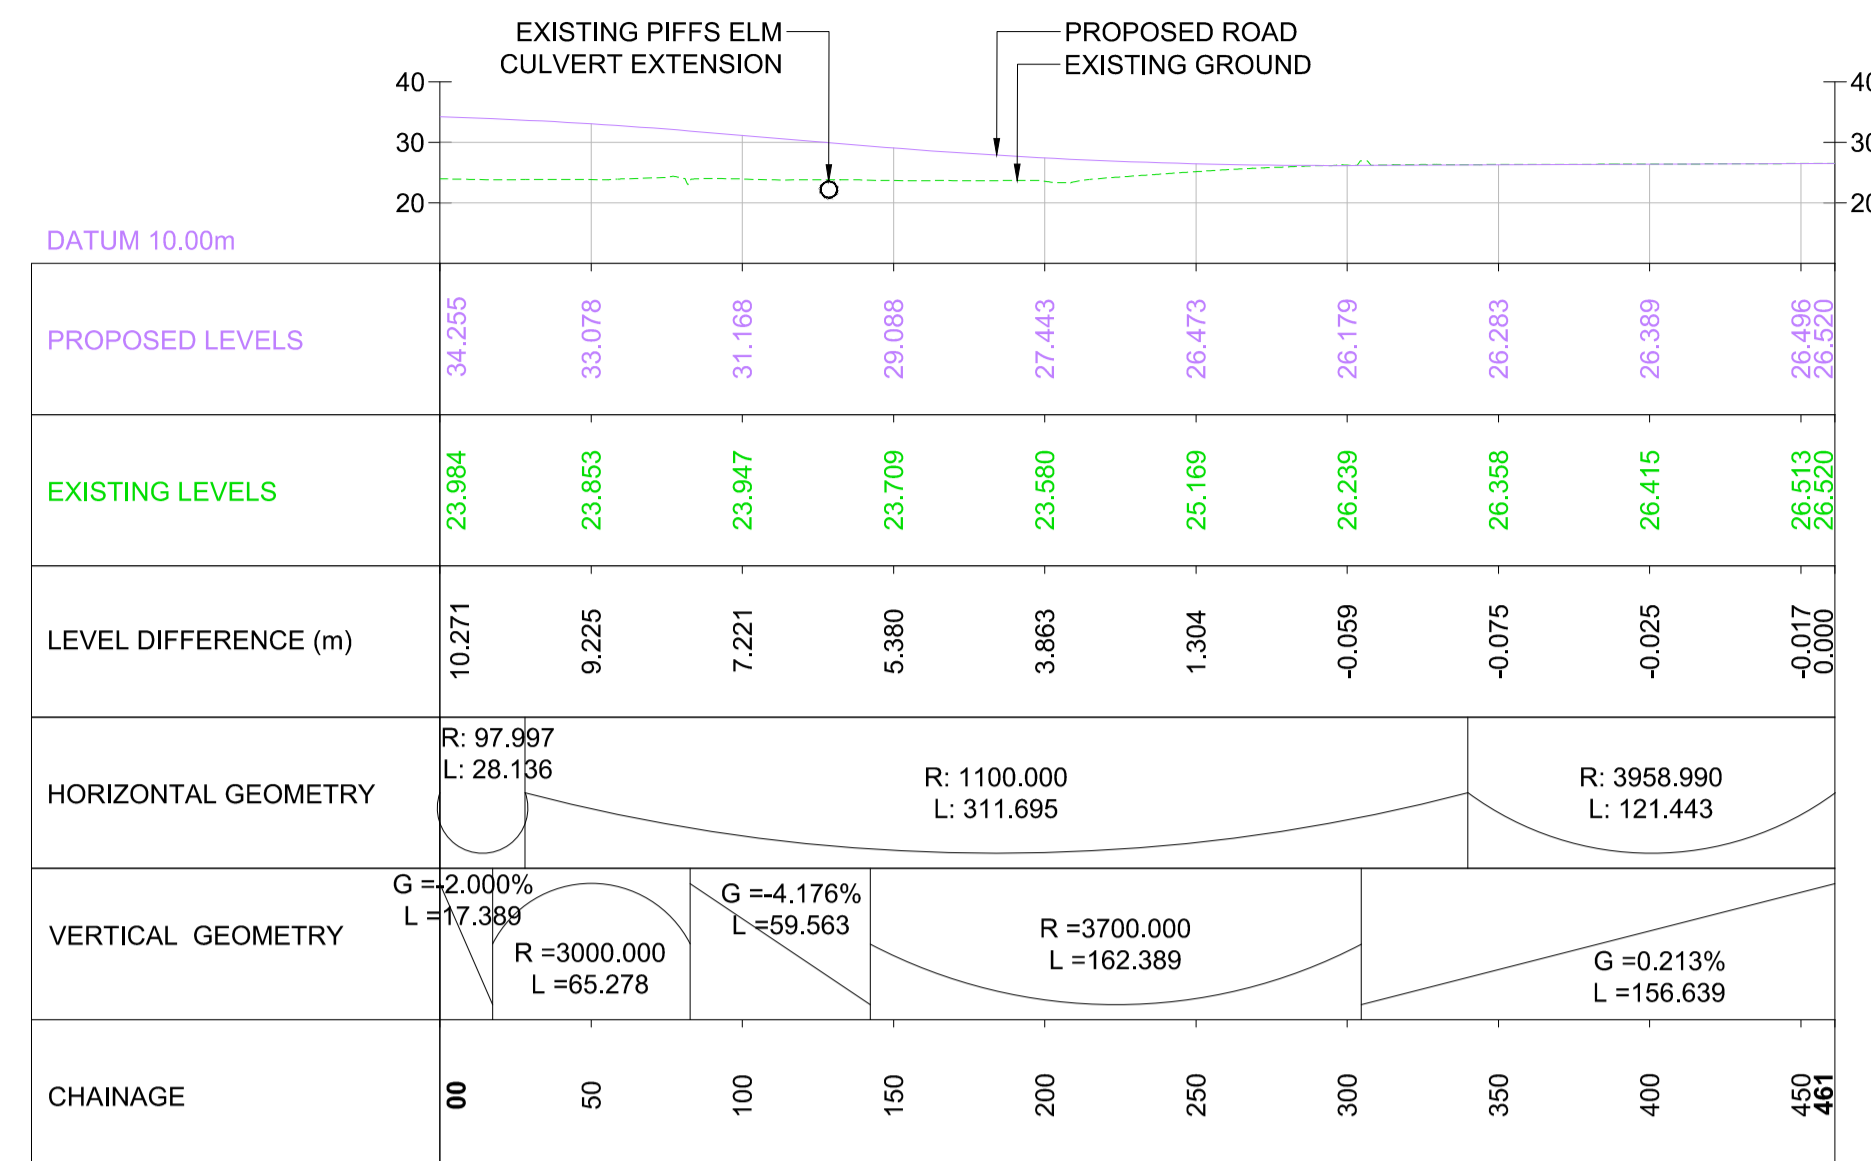 EXISTING PIFFS ELM
CULVERT EXTENSION
PROPOSED ROAD
EXISTING GROUND
40
30
20
40
30
20
DATUM 10.00m
PROPOSED LEVELS
34.255
33.078
31.168
29.088
27.443
26.473
26.179
26.283
26.389
26.496
26.520
EXISTING LEVELS
23.984
23.853
23.947
23.709
23.580
25.169
26.239
26.358
26.415
26.513
26.520
LEVEL DIFFERENCE (m)
10.271
9.225
7.221
5.380
3.863
1.304
-0.059
-0.075
-0.025
-0.017
0.000
HORIZONTAL GEOMETRY
R: 97.997
L: 28.136
R: 1100.000
L: 311.695
R: 3958.990
L: 121.443
VERTICAL GEOMETRY
G =-2.000%
L =17.389
R =3000.000
L =65.278
G =-4.176%
L =59.563
R =3700.000
L =162.389
G =0.213%
L =156.639
CHAINAGE
00
50
100
150
200
250
300
350
400
450
461